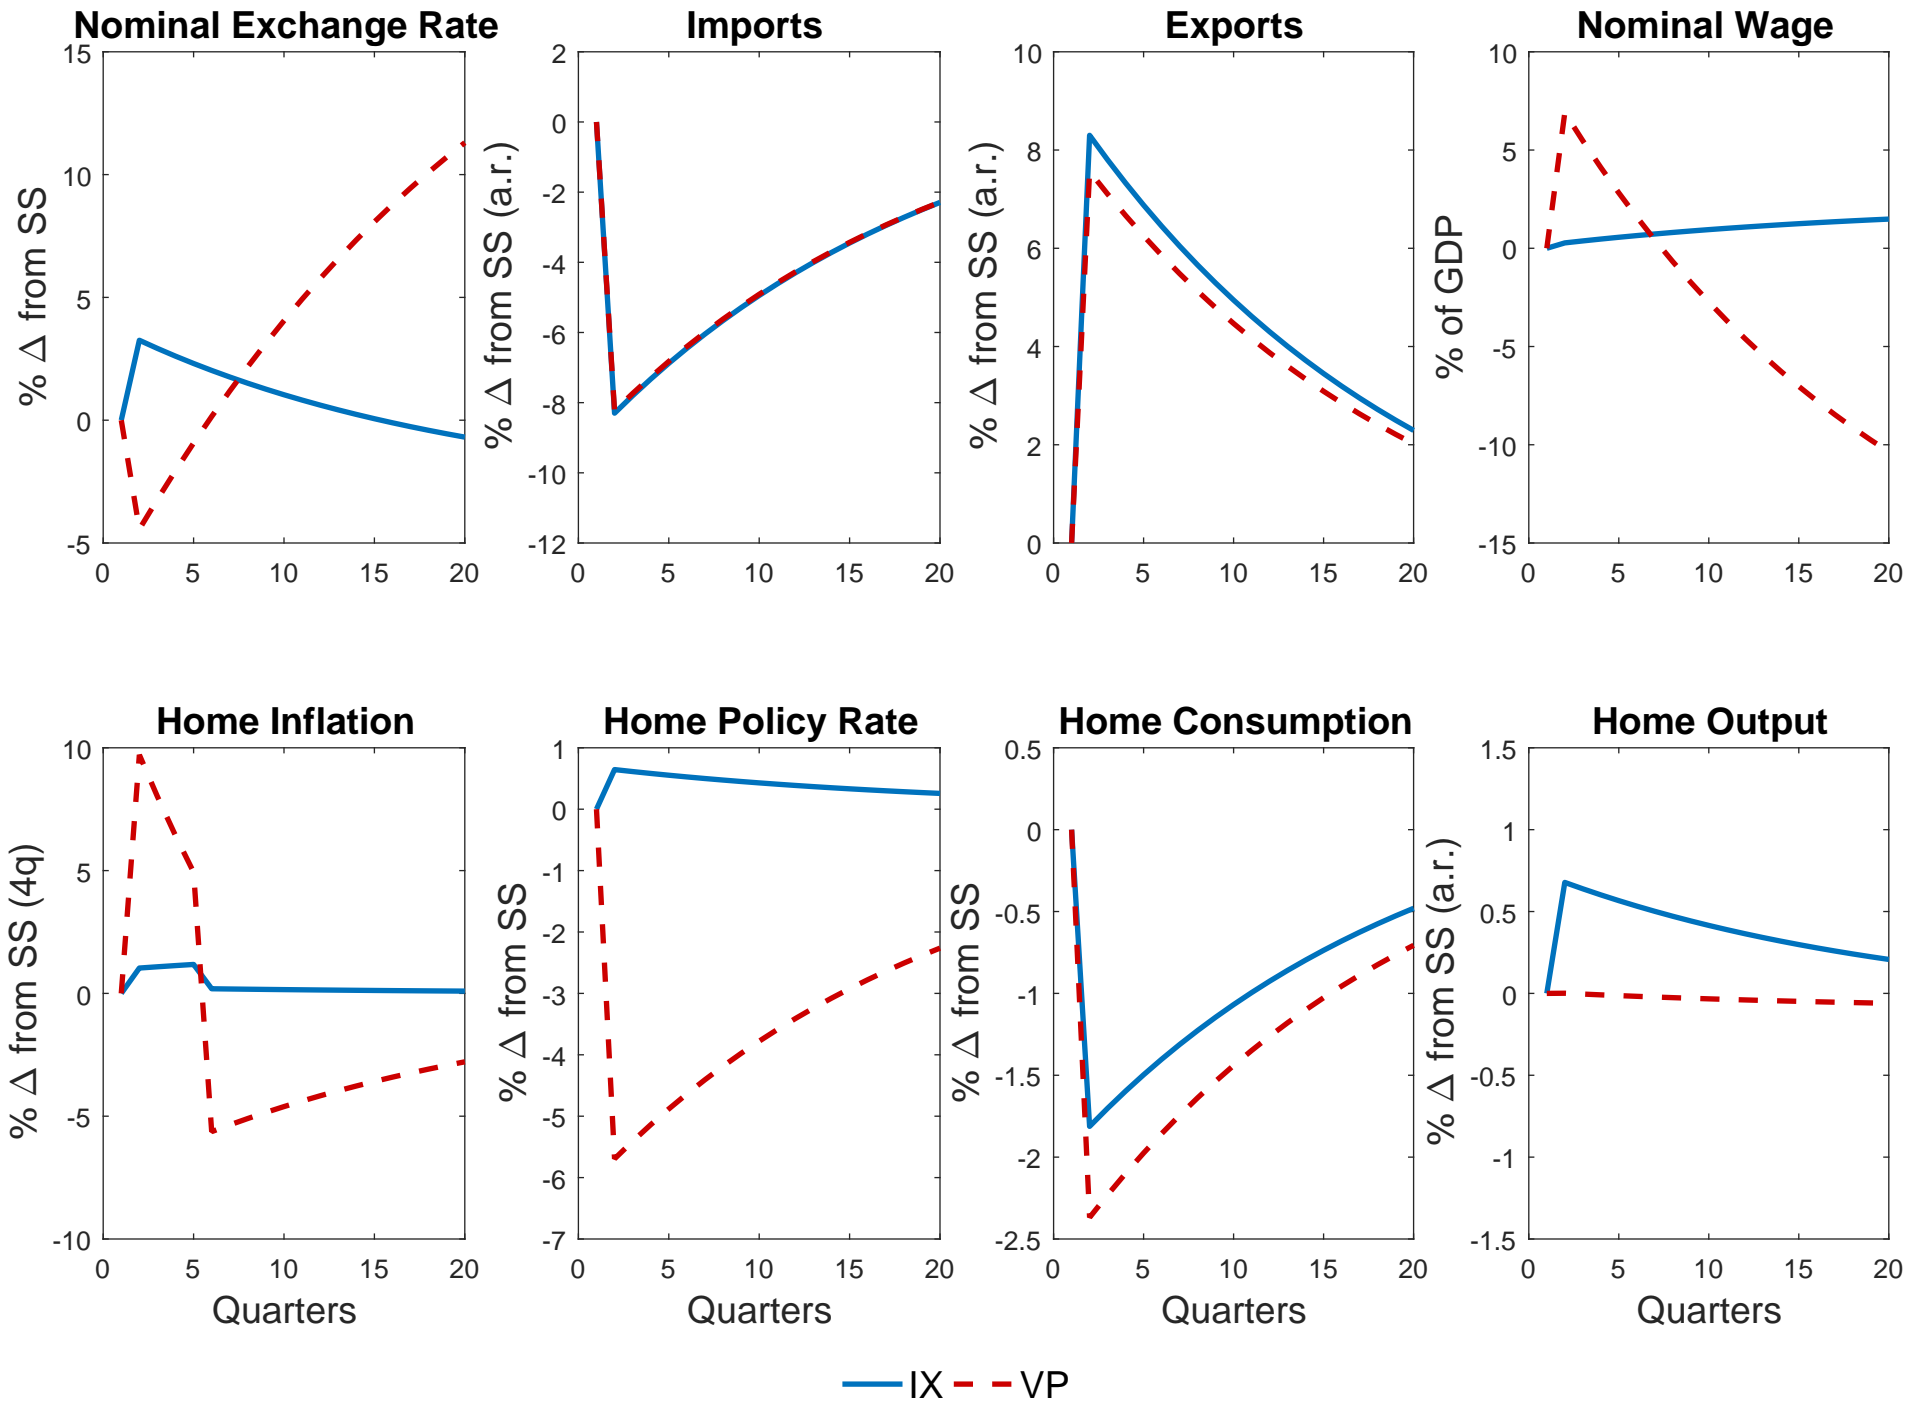 Nominal Exchange Rate
% Δ from SS
15
10
5
0
-5
0 5 10 15 20
Imports
% Δ from SS (a.r.)
2
0
-2
-4
-6
-8
-10
-12
0 5 10 15 20
Exports
% Δ from SS (a.r.)
10
8
6
4
2
0
0 5 10 15 20
Nominal Wage
% of GDP
10
5
0
-5
-10
-15
0 5 10 15 20
Home Inflation
% Δ from SS (4q)
10
5
0
-5
-10
0 5 10 15 20
Quarters
Home Policy Rate
% Δ from SS
1
0
-1
-2
-3
-4
-5
-6
-7
0 5 10 15 20
Quarters
Home Consumption
% Δ from SS
0.5
0
-0.5
-1
-1.5
-2
-2.5
0 5 10 15 20
Quarters
Home Output
% Δ from SS (a.r.)
1.5
1
0.5
0
-0.5
-1
-1.5
0 5 10 15 20
Quarters
IX VP